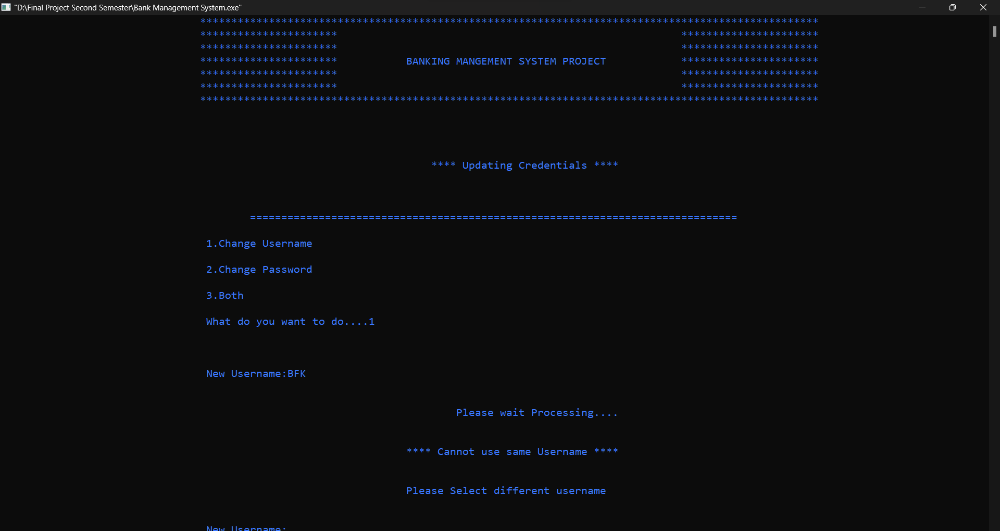 "D:\Final Project Second Semester\Bank Management System.exe"
***************************************************************************************************
********************** **********************
********************** **********************
********************** BANKING MANGEMENT SYSTEM PROJECT **********************
********************** **********************
********************** **********************
***************************************************************************************************
**** Updating Credentials ****
==============================================================================
1.Change Username
2.Change Password
3.Both
What do you want to do....1
New Username:BFK
Please wait Processing....
**** Cannot use same Username ****
Please Select different username
New Username: